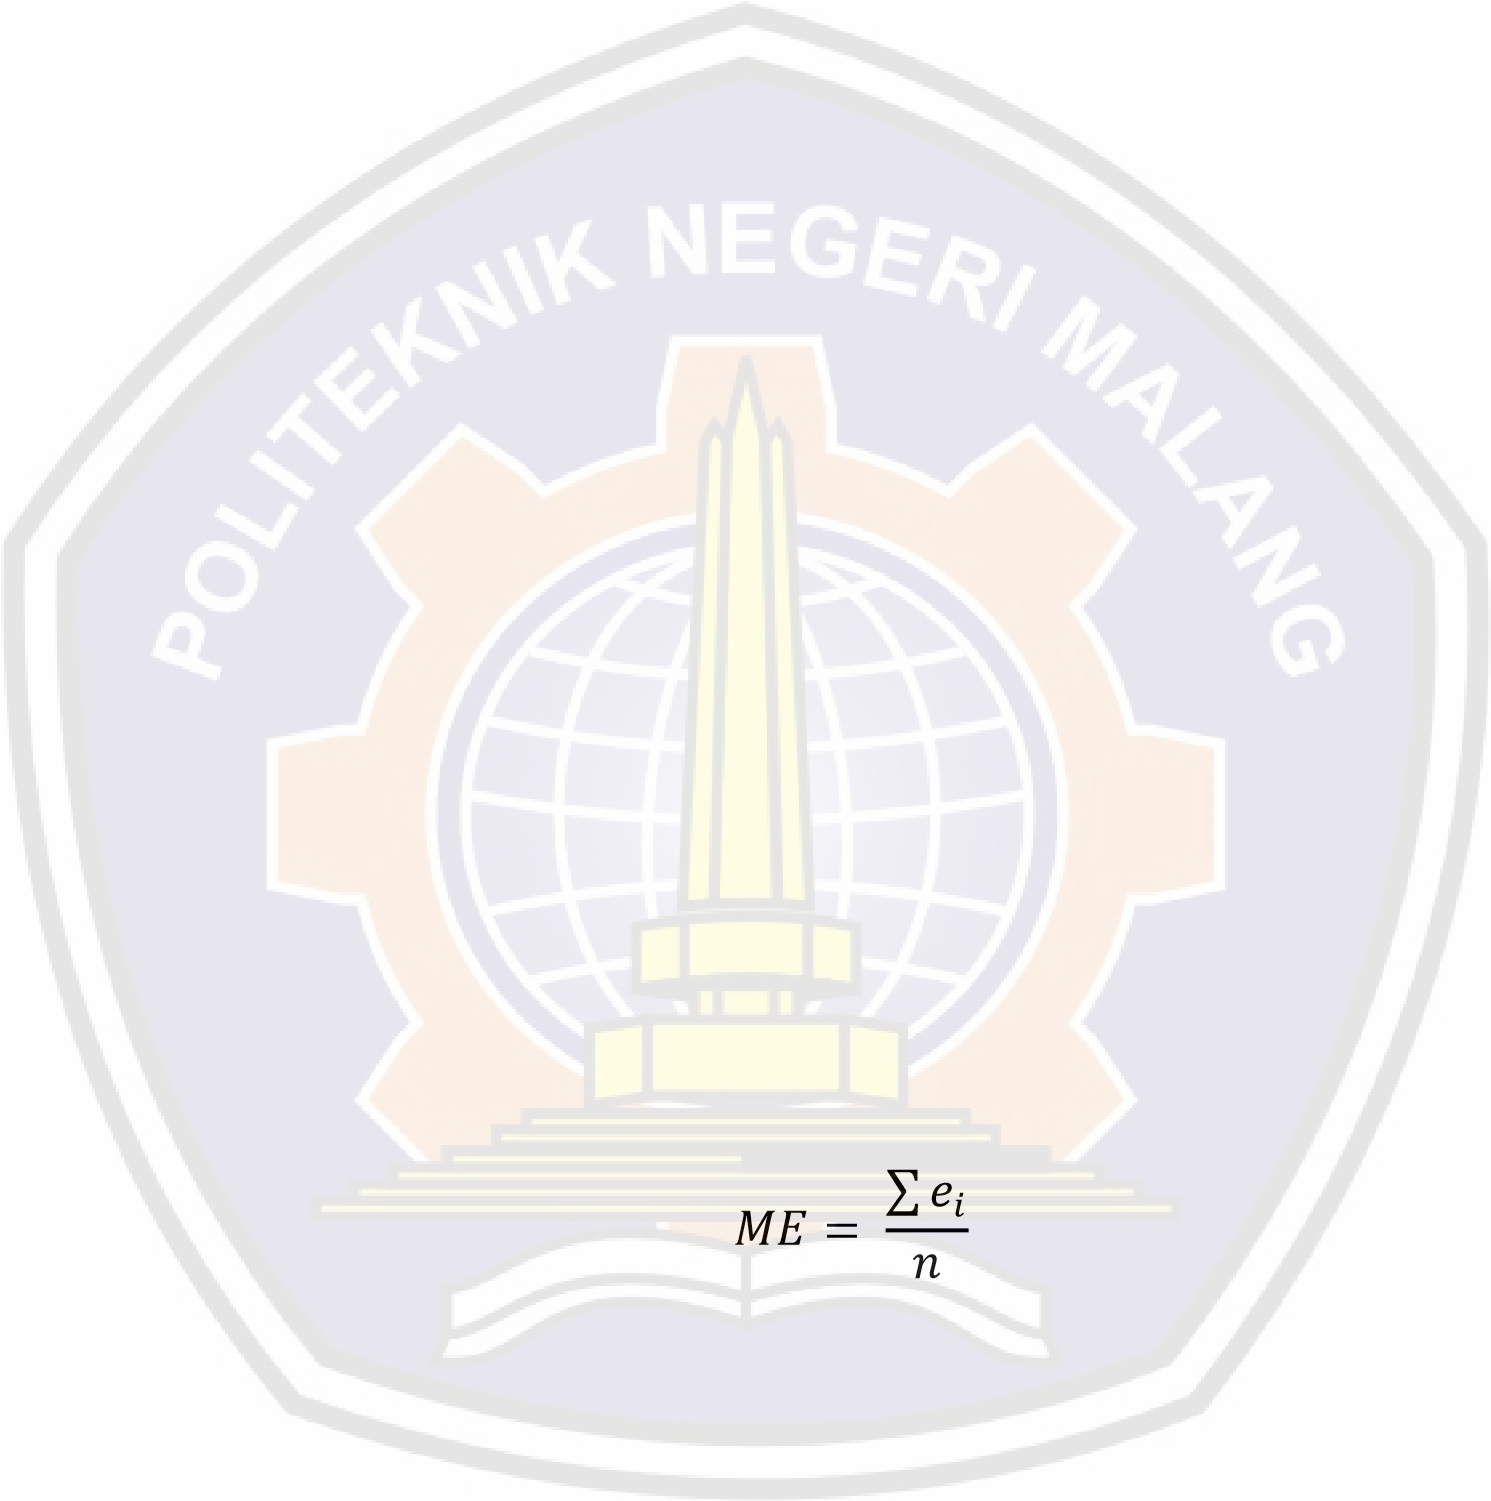 POLITEKNIK NEGERI MALANG
ME = ∑ e_i / n